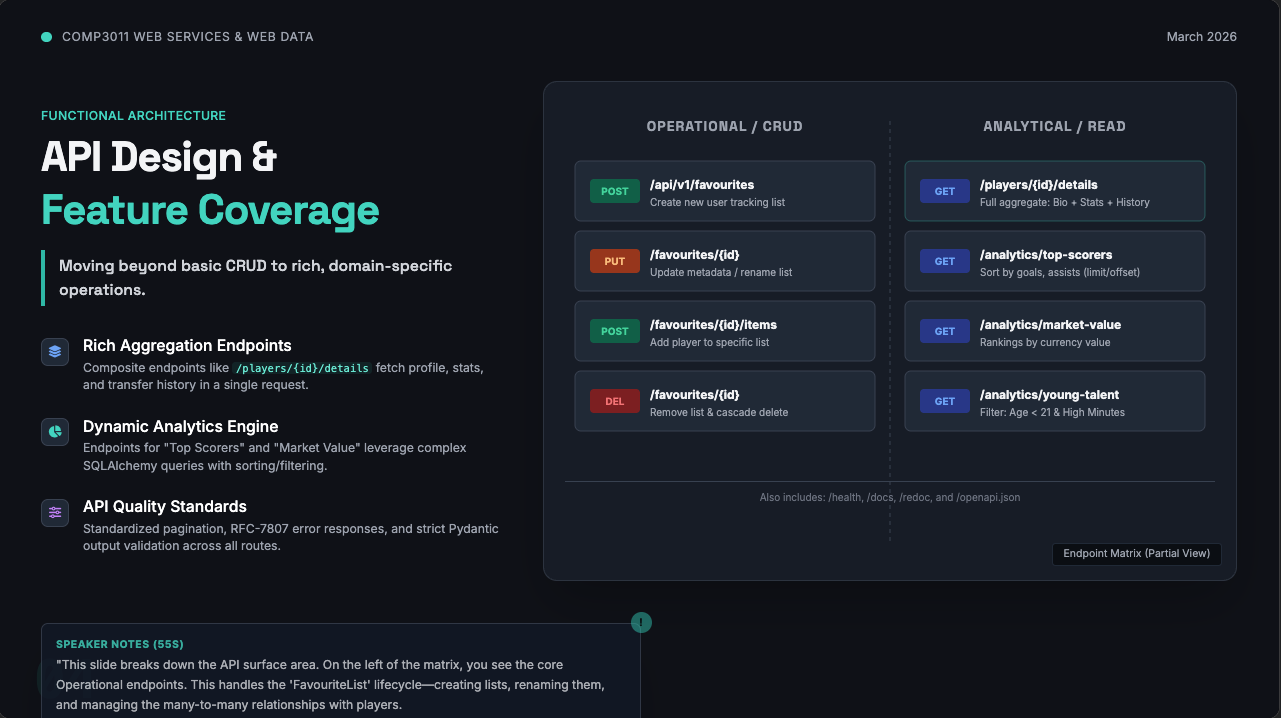 COMP3011 WEB SERVICES & WEB DATA
March 2026
FUNCTIONAL ARCHITECTURE
API Design &
Feature Coverage
Moving beyond basic CRUD to rich, domain-specific
operations.
Rich Aggregation Endpoints
Composite endpoints like /players/{id}/details fetch profile, stats,
and transfer history in a single request.
Dynamic Analytics Engine
Endpoints for "Top Scorers" and "Market Value" leverage complex
SQLAlchemy queries with sorting/filtering.
API Quality Standards
Standardized pagination, RFC-7807 error responses, and strict Pydantic
output validation across all routes.
OPERATIONAL / CRUD
POST
/api/v1/favourites
Create new user tracking list
PUT
/favourites/{id}
Update metadata / rename list
POST
/favourites/{id}/items
Add player to specific list
DEL
/favourites/{id}
Remove list & cascade delete
ANALYTICAL / READ
GET
/players/{id}/details
Full aggregate: Bio + Stats + History
GET
/analytics/top-scorers
Sort by goals, assists (limit/offset)
GET
/analytics/market-value
Rankings by currency value
GET
/analytics/young-talent
Filter: Age < 21 & High Minutes
Also includes: /health, /docs, /redoc, and /openapi.json
Endpoint Matrix (Partial View)
SPEAKER NOTES (55S)
"This slide breaks down the API surface area. On the left of the matrix, you see the core
Operational endpoints. This handles the 'FavouriteList' lifecycle—creating lists, renaming them,
and managing the many-to-many relationships with players.